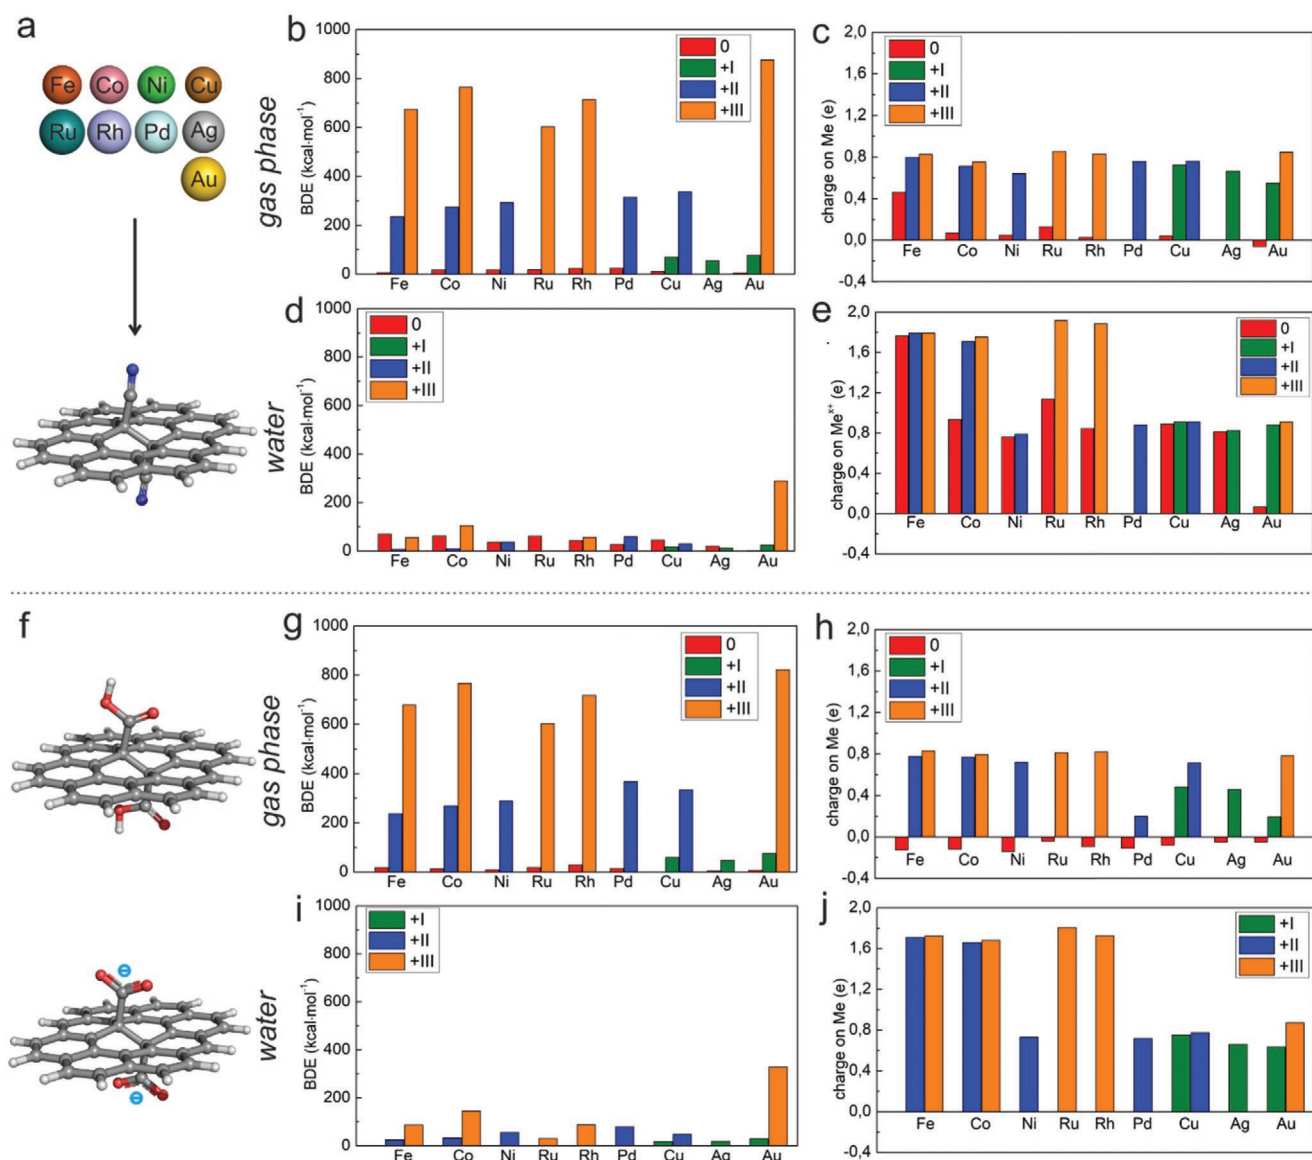 a
Fe Co Ni Cu
Ru Rh Pd Ag
Au
b
gas phase
BDE (kcal·mol⁻¹)
1000
800
600
400
200
0
0
+I
+II
+III
Fe Co Ni Ru Rh Pd Cu Ag Au
c
charge on Me (e)
2,0
1,6
1,2
0,8
0,4
0,0
-0,4
0
+I
+II
+III
Fe Co Ni Ru Rh Pd Cu Ag Au
d
water
BDE (kcal·mol⁻¹)
1000
800
600
400
200
0
0
+I
+II
+III
Fe Co Ni Ru Rh Pd Cu Ag Au
e
charge on Meˣ⁺ (e)
2,0
1,6
1,2
0,8
0,4
0,0
-0,4
0
+I
+II
+III
Fe Co Ni Ru Rh Pd Cu Ag Au
f
g
gas phase
BDE (kcal·mol⁻¹)
1000
800
600
400
200
0
0
+I
+II
+III
Fe Co Ni Ru Rh Pd Cu Ag Au
h
charge on Me (e)
2,0
1,6
1,2
0,8
0,4
0,0
-0,4
0
+I
+II
+III
Fe Co Ni Ru Rh Pd Cu Ag Au
i
water
BDE (kcal·mol⁻¹)
1000
800
600
400
200
0
+I
+II
+III
Fe Co Ni Ru Rh Pd Cu Ag Au
j
charge on Me (e)
2,0
1,6
1,2
0,8
0,4
0,0
-0,4
+I
+II
+III
Fe Co Ni Ru Rh Pd Cu Ag Au